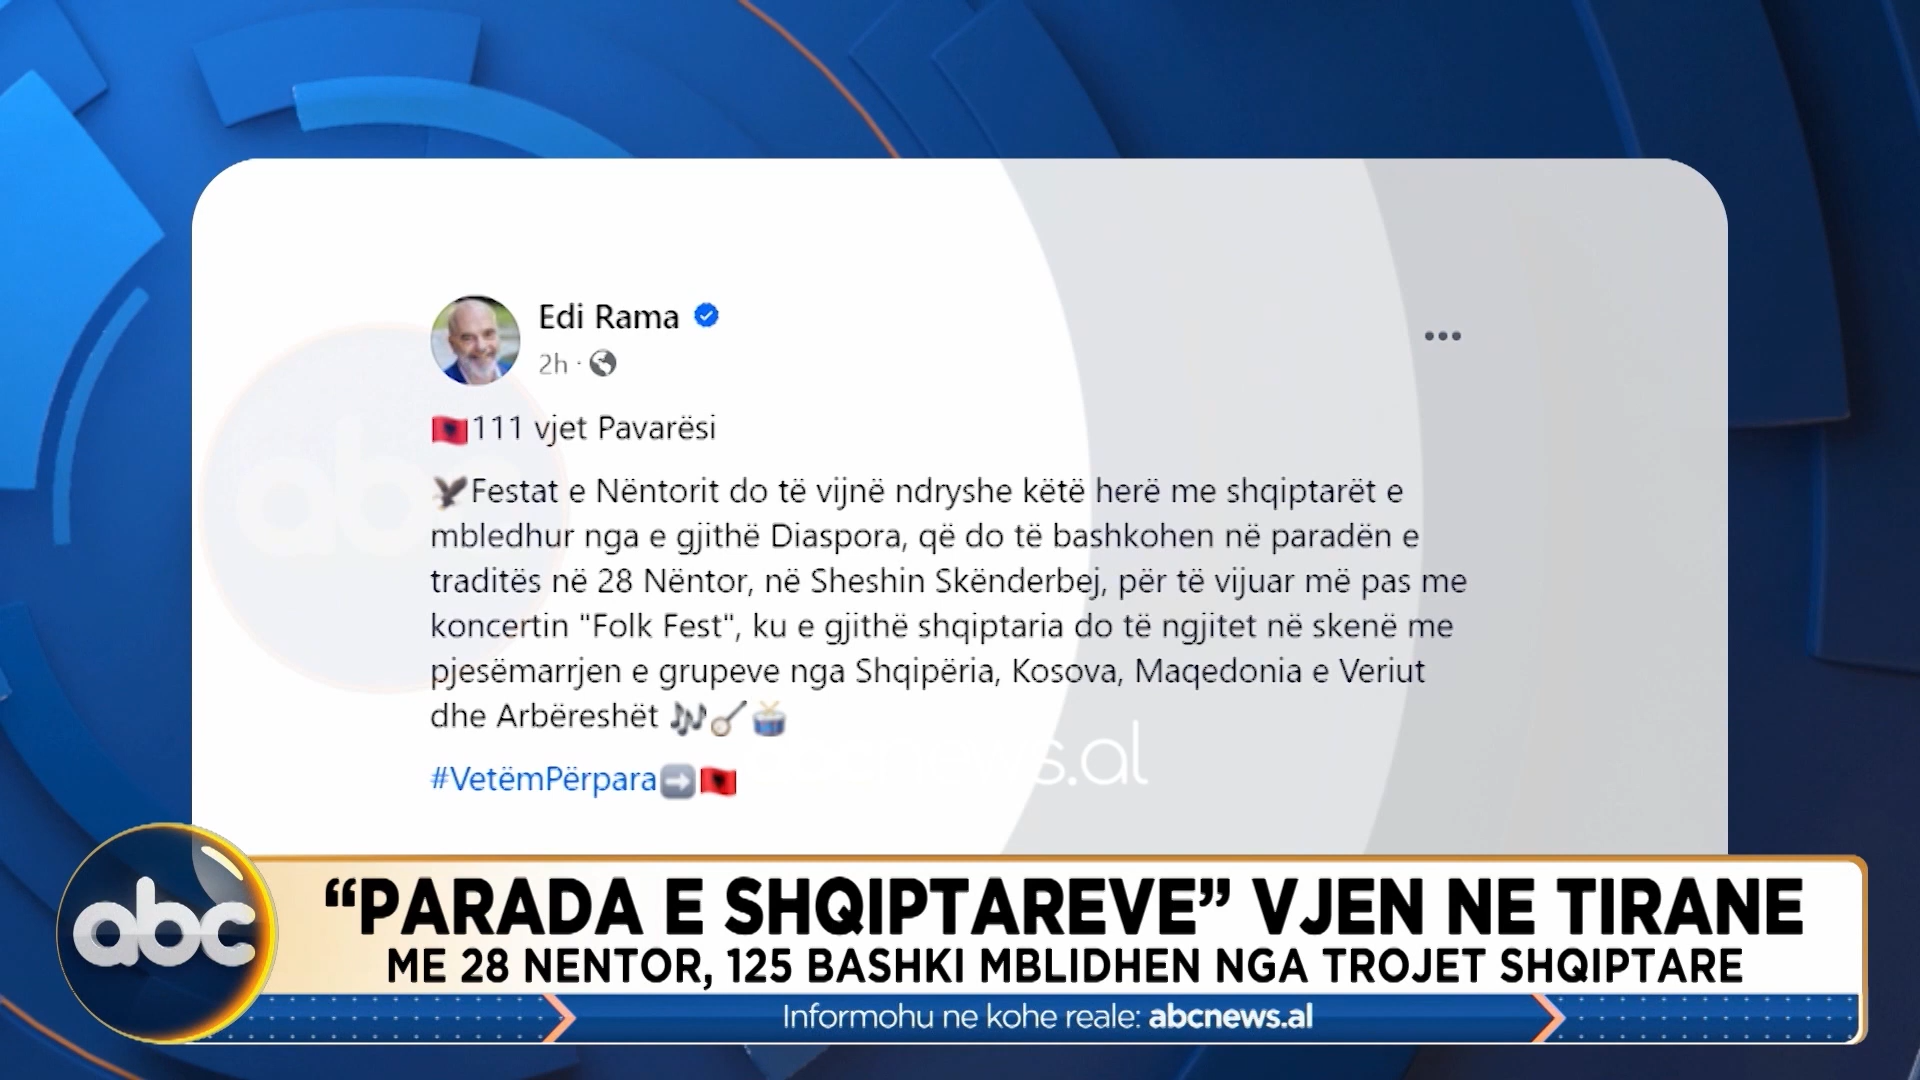 Edi Rama
2h ·
111 vjet Pavarësi
Festat e Nëntorit do të vijnë ndryshe këtë herë me shqiptarët e
mbledhur nga e gjithë Diaspora, që do të bashkohen në paradën e
traditës në 28 Nëntor, në Sheshin Skënderbej, për të vijuar më pas me
koncertin "Folk Fest", ku e gjithë shqiptaria do të ngjitet në skenë me
pjesëmarrjen e grupeve nga Shqipëria, Kosova, Maqedonia e Veriut
dhe Arbëreshët
#VetëmPërpara
abcnews.al
abc
abc
“PARADA E SHQIPTAREVE” VJEN NE TIRANE
ME 28 NENTOR, 125 BASHKI MBLIDHEN NGA TROJET SHQIPTARE
Informohu ne kohe reale: abcnews.al